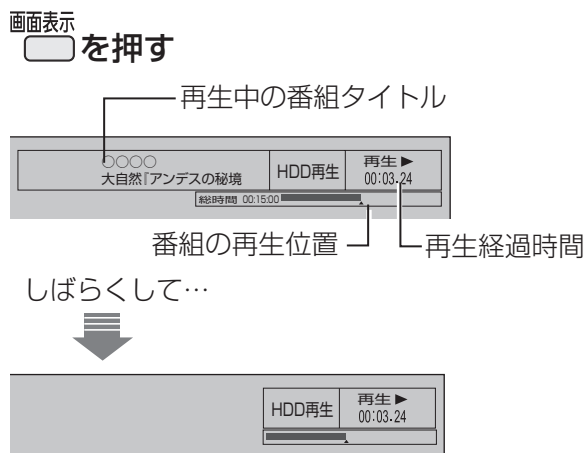 画面表示
を押す
再生中の番組タイトル
○○○○
大自然『アンデスの秘境
HDD再生
再生▶
00:03.24
総時間 00:15:00
番組の再生位置
再生経過時間
しばらくして…
HDD再生
再生▶
00:03.24